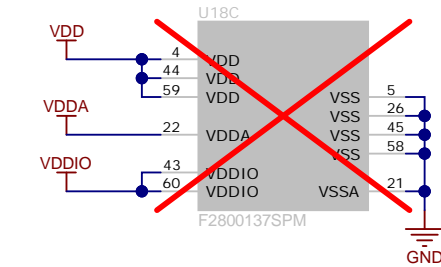 U18C
VDD
4 VDD
44 VDD
59 VDD
VSS 5
VSS 26
VDDA
22 VDDA
VSS 45
VSS 58
VDDIO
43 VDDIO
60 VDDIO
VSSA 21
F2800137SPM
GND